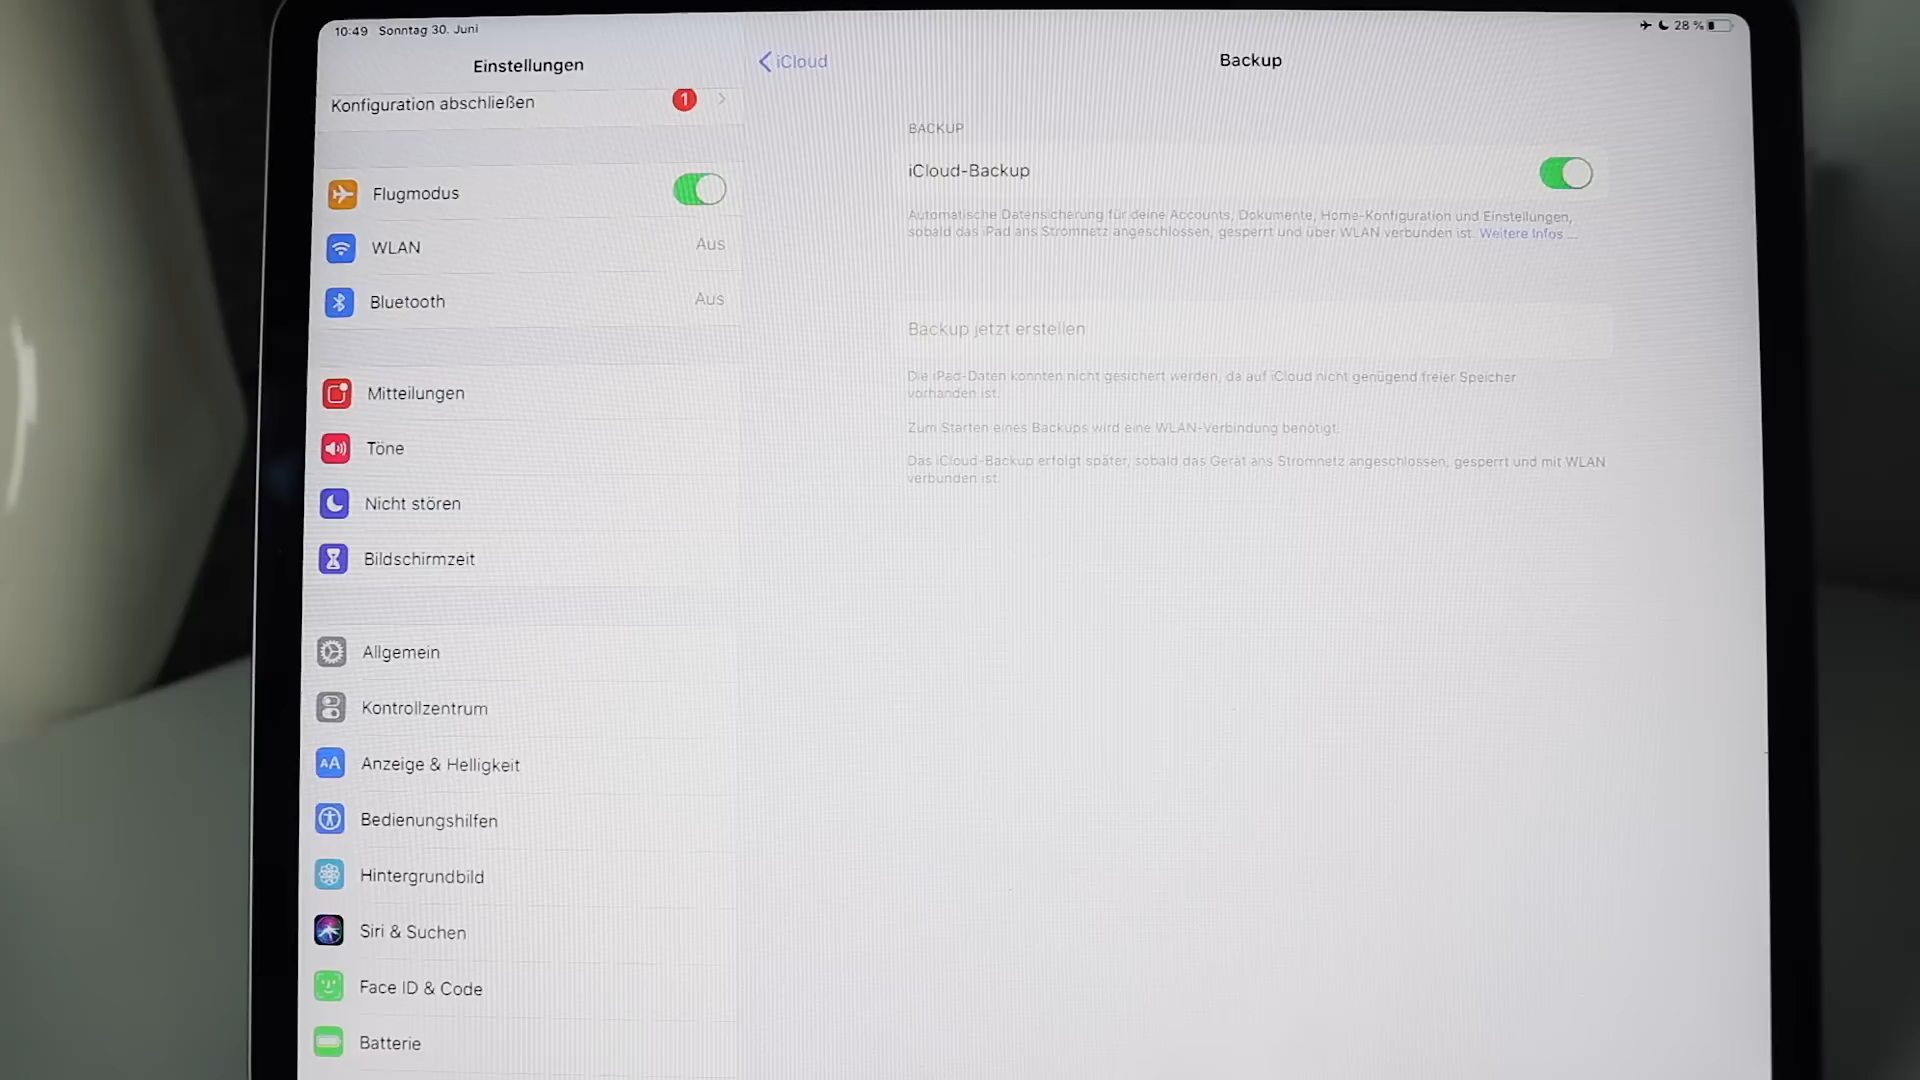 10:49 Sonntag 30. Juni
28 %
Einstellungen
Konfiguration abschließen
1
Flugmodus
WLAN
Aus
Bluetooth
Aus
Mitteilungen
Töne
Nicht stören
Bildschirmzeit
Allgemein
Kontrollzentrum
AA
Anzeige & Helligkeit
Bedienungshilfen
Hintergrundbild
Siri & Suchen
Face ID & Code
Batterie
iCloud
Backup
BACKUP
iCloud-Backup
Automatische Datensicherung für deine Accounts, Dokumente, Home-Konfiguration und Einstellungen,
sobald das iPad ans Stromnetz angeschlossen, gesperrt und über WLAN verbunden ist. Weitere Infos ...
Backup jetzt erstellen
Die iPad-Daten konnten nicht gesichert werden, da auf iCloud nicht genügend freier Speicher
vorhanden ist.
Zum Starten eines Backups wird eine WLAN-Verbindung benötigt.
Das iCloud-Backup erfolgt später, sobald das Gerät ans Stromnetz angeschlossen, gesperrt und mit WLAN
verbunden ist.